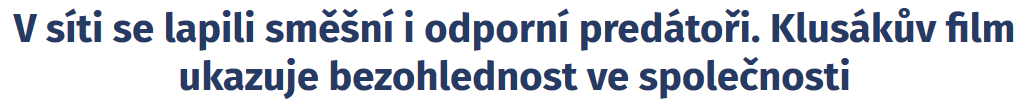 V síti se lapili směšní i odporní predátoři. Klusákův film
ukazuje bezohlednost ve společnosti